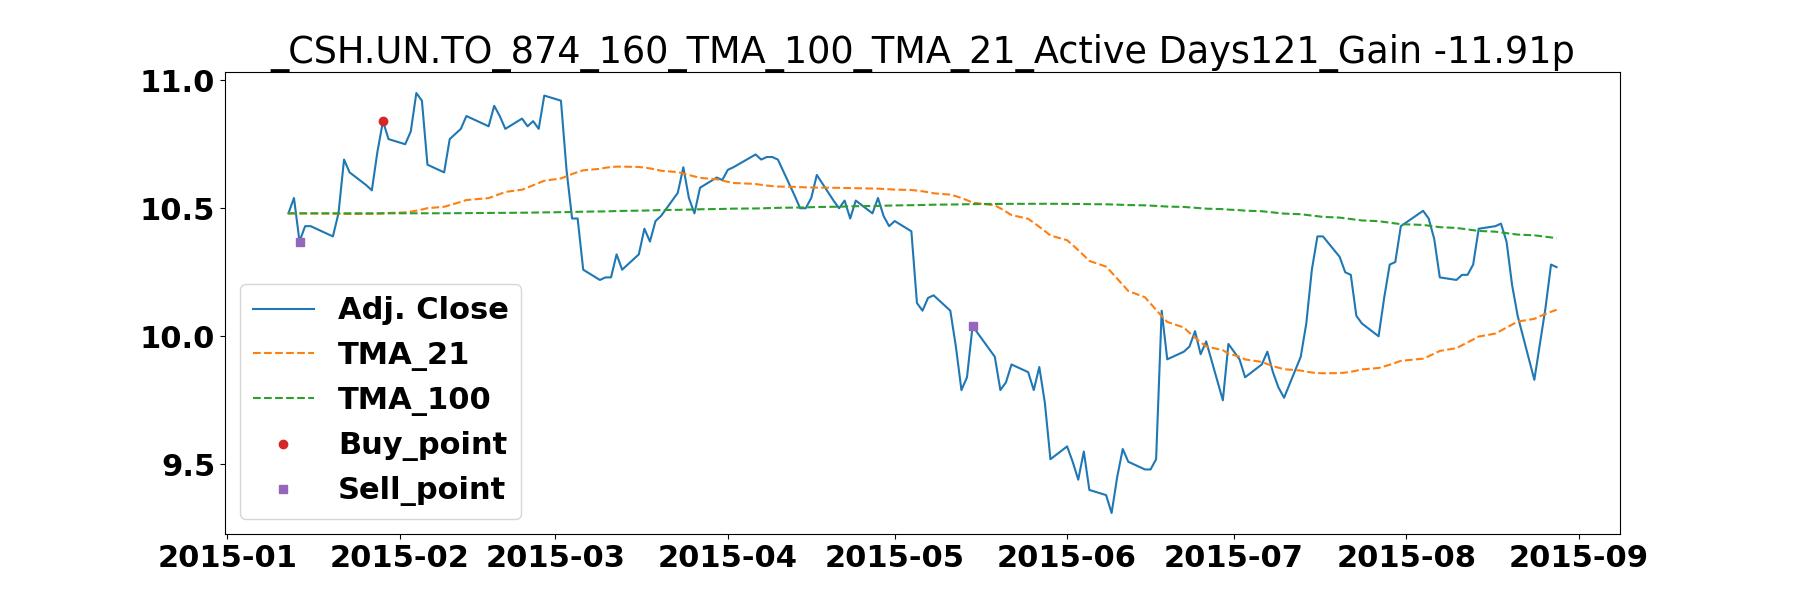 _CSH.UN.TO_874_160_TMA_100_TMA_21_Active Days121_Gain -11.91p
11.0
10.5
10.0
9.5
Adj. Close
TMA_21
TMA_100
Buy_point
Sell_point
2015-01 2015-02 2015-03 2015-04 2015-05 2015-06 2015-07 2015-08 2015-09